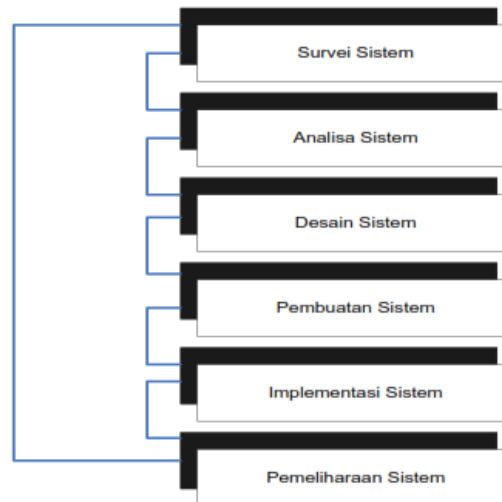 Survei Sistem
Analisa Sistem
Desain Sistem
Pembuatan Sistem
Implementasi Sistem
Pemeliharaan Sistem